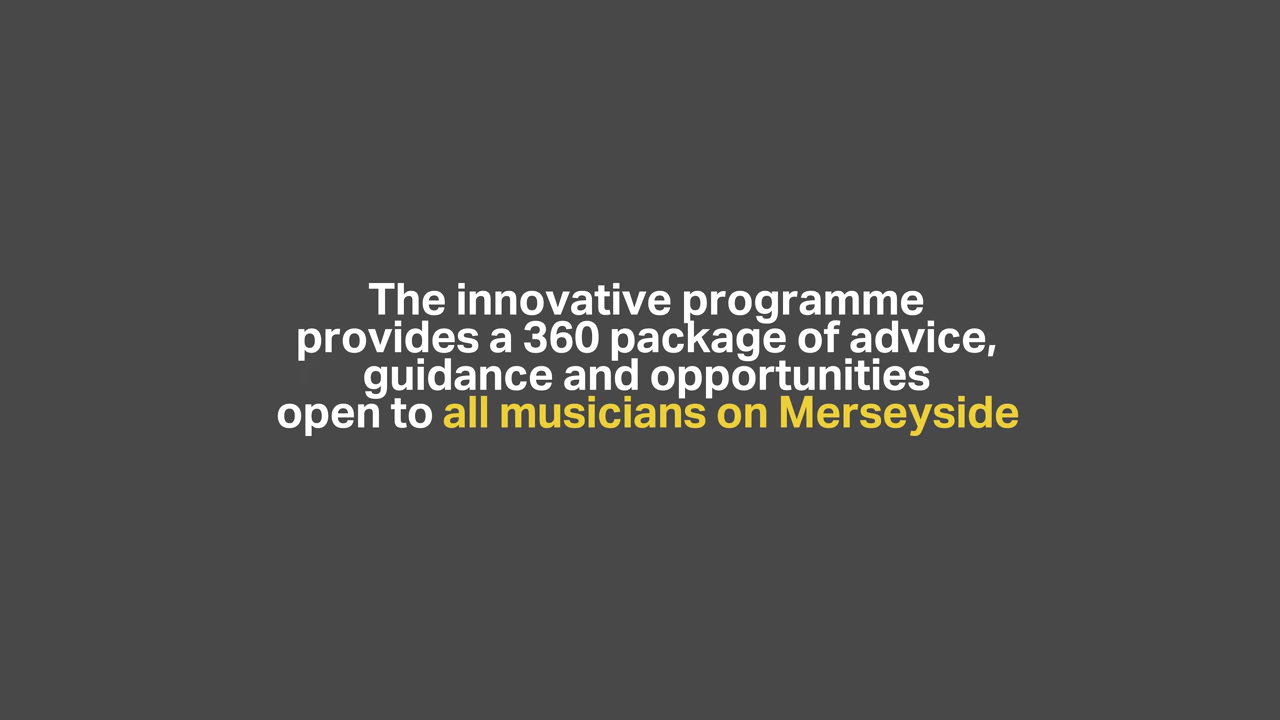 The innovative programme
provides a 360 package of advice,
guidance and opportunities
open to all musicians on Merseyside